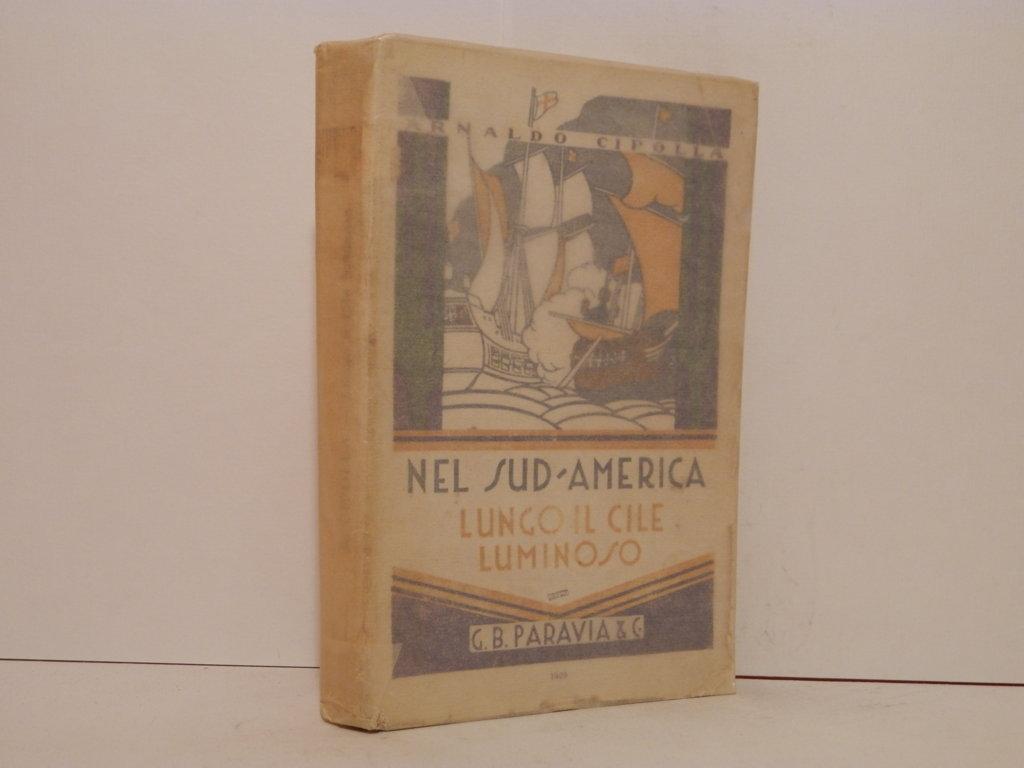 ARNALDO CIPOLLA
NEL SUD-AMERICA
LUNGO IL CILE
LUMINOSO
G. B. PARAVIA & C.